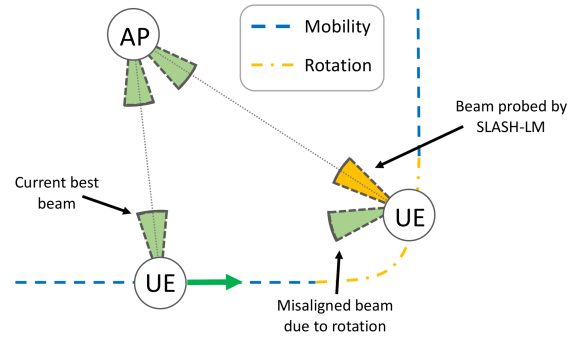 AP
Mobility
Rotation
Beam probed by
SLASH-LM
Current best
beam
UE
UE
Misaligned beam
due to rotation